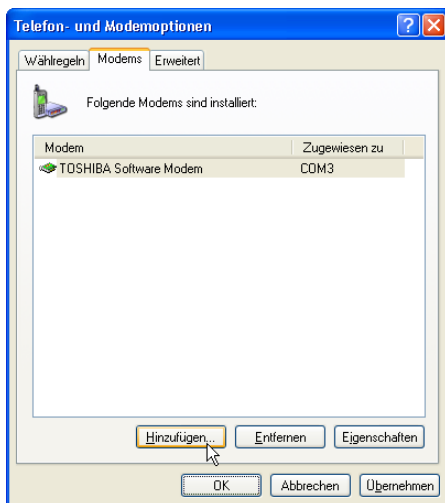 Telefon- und Modemoptionen
Wählregeln Modems Erweitert
Folgende Modems sind installiert:
Modem Zugewiesen zu
TOSHIBA Software Modem COM3
Hinzufügen... Entfernen Eigenschaften
OK Abbrechen Übernehmen